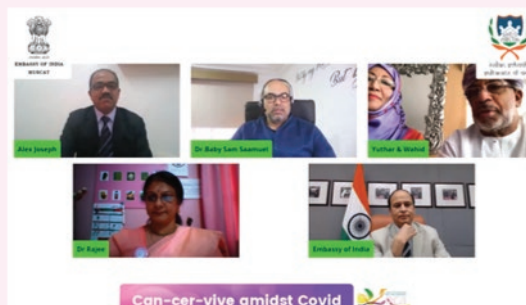 EMBASSY OF INDIA
MUSCAT
Alex Joseph
Dr.Baby Sam Saamuel
Yuthar & Wahid
Dr Rajee
Embassy of India
Can-cer-vive amidst Covid